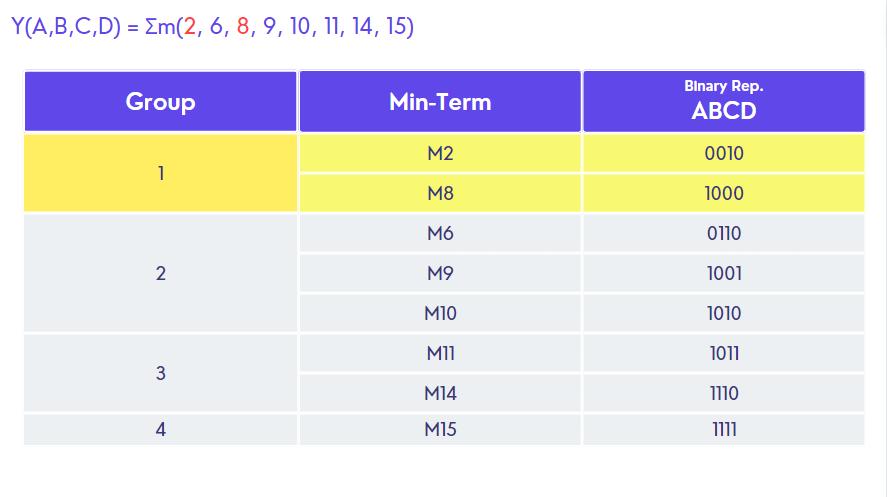 Y(A,B,C,D) = Σm(2, 6, 8, 9, 10, 11, 14, 15)
Group Min-Term Binary Rep. ABCD
1 M2 0010
M8 1000
2 M6 0110
M9 1001
M10 1010
3 M11 1011
M14 1110
4 M15 1111